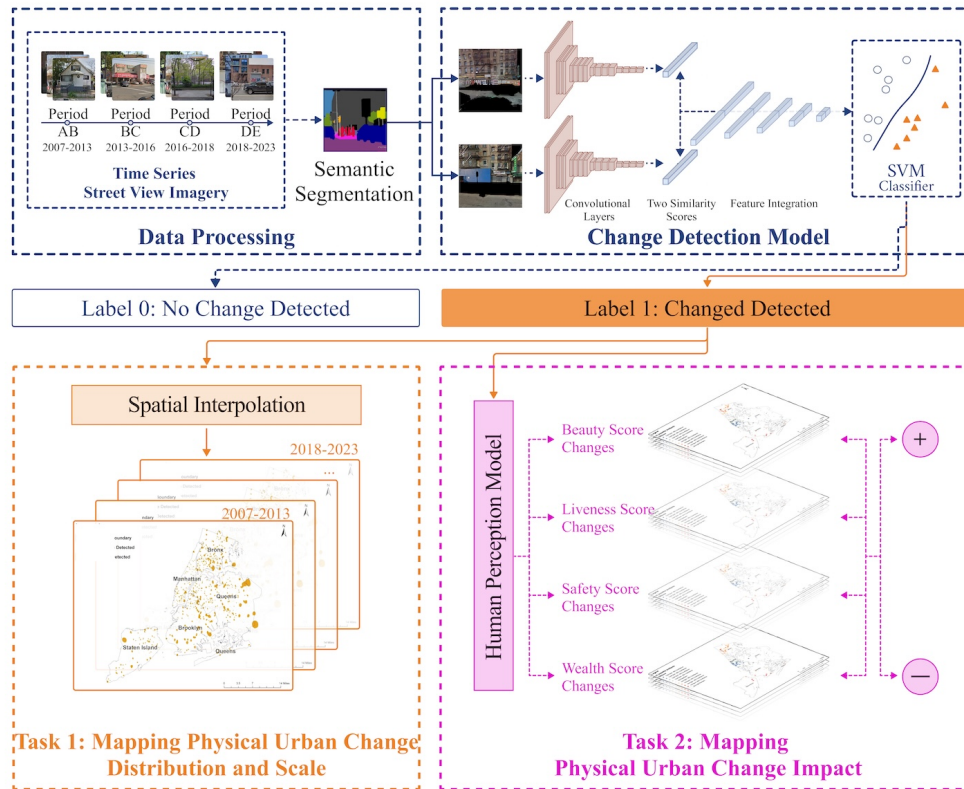 Period
AB
2007-2013
Period
BC
2013-2016
Period
CD
2016-2018
Period
DE
2018-2023
Time Series
Street View Imagery
Semantic
Segmentation
Data Processing
Convolutional
Layers
Two Similarity
Scores
Feature Integration
SVM
Classifier
Change Detection Model
Label 0: No Change Detected
Label 1: Changed Detected
Spatial Interpolation
2018-2023
2007-2013
oundary
Detected
Bronx
Manhattan
Queens
Brooklyn
Staten Island
Queens
Task 1: Mapping Physical Urban Change
Distribution and Scale
Human Perception Model
Beauty Score
Changes
Liveness Score
Changes
Safety Score
Changes
Wealth Score
Changes
+
—
Task 2: Mapping
Physical Urban Change Impact